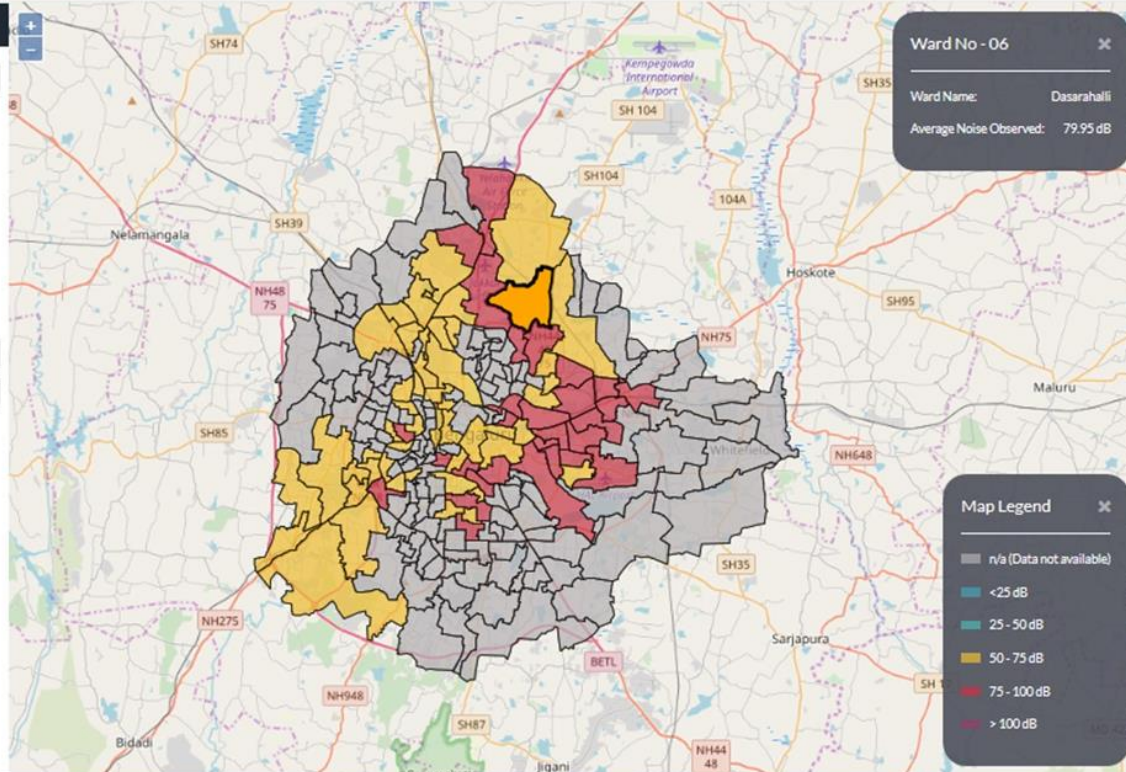 +
−
SH74
Kempegowda
International
Airport
SH35
SH 104
SH104
104A
SH39
Nelamangala
NH48
75
Hoskote
SH95
NH75
NH44
Maluru
SH85
Whitefield
NH648
SH35
NH275
Sarjapura
BETL
NH948
SH87
Bidadi
NH44
48
Jigani
Ward No - 06
×
Ward Name: Dasarahalli
Average Noise Observed: 79.95 dB
Map Legend
×
n/a (Data not available)
<25 dB
25 - 50 dB
50 - 75 dB
75 - 100 dB
> 100 dB